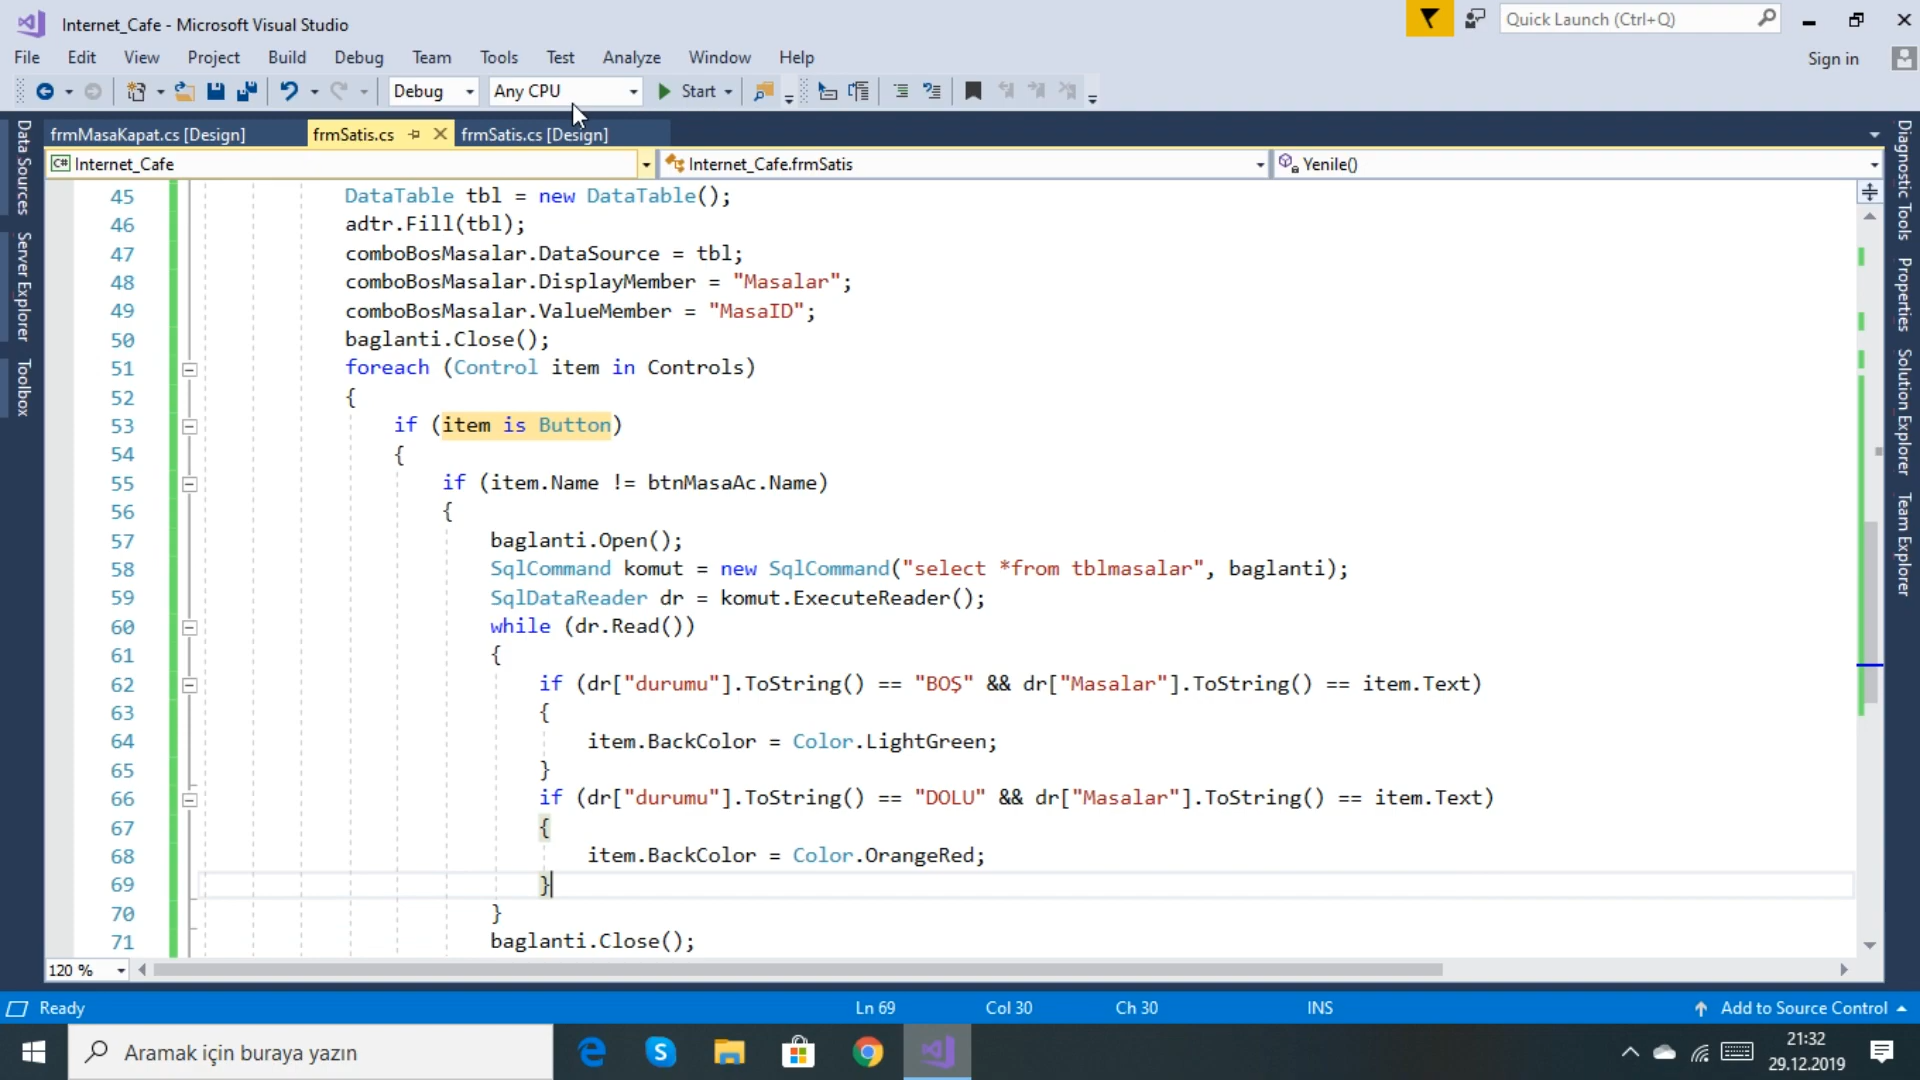 Internet_Cafe - Microsoft Visual Studio
Quick Launch (Ctrl+Q)
File Edit View Project Build Debug Team Tools Test Analyze Window Help
Sign in
Debug Any CPU Start
frmMasaKapat.cs [Design] frmSatis.cs frmSatis.cs [Design]
Internet_Cafe Internet_Cafe.frmSatis Yenile()
Data Sources
Server Explorer
Toolbox
45 DataTable tbl = new DataTable();
46 adtr.Fill(tbl);
47 comboBosMasalar.DataSource = tbl;
48 comboBosMasalar.DisplayMember = "Masalar";
49 comboBosMasalar.ValueMember = "MasaID";
50 baglanti.Close();
51 foreach (Control item in Controls)
52 {
53 if (item is Button)
54 {
55 if (item.Name != btnMasaAc.Name)
56 {
57 baglanti.Open();
58 SqlCommand komut = new SqlCommand("select *from tblmasalar", baglanti);
59 SqlDataReader dr = komut.ExecuteReader();
60 while (dr.Read())
61 {
62 if (dr["durumu"].ToString() == "BOŞ" && dr["Masalar"].ToString() == item.Text)
63 {
64 item.BackColor = Color.LightGreen;
65 }
66 if (dr["durumu"].ToString() == "DOLU" && dr["Masalar"].ToString() == item.Text)
67 {
68 item.BackColor = Color.OrangeRed;
69 }
70 }
71 baglanti.Close();
Diagnostic Tools
Properties
Solution Explorer
Team Explorer
120 %
Ready Ln 69 Col 30 Ch 30 INS Add to Source Control
Aramak için buraya yazın
21:32
29.12.2019